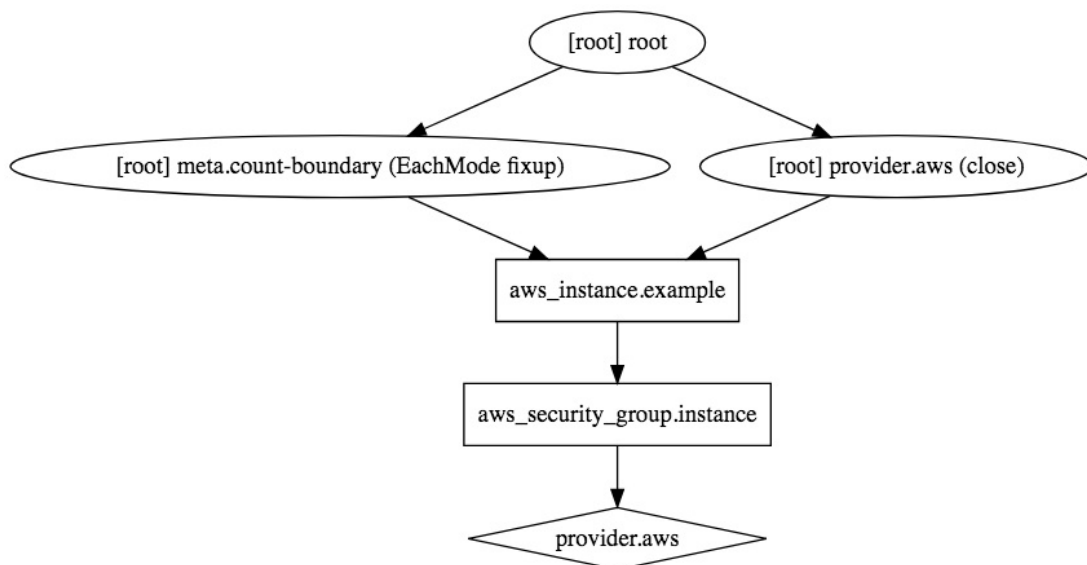 [root] root
[root] meta.count-boundary (EachMode fixup)
[root] provider.aws (close)
aws_instance.example
aws_security_group.instance
provider.aws